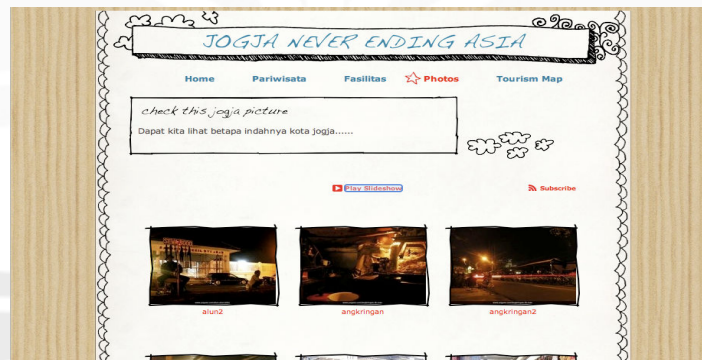 JOGJA NEVER ENDING ASIA
Home Pariwisata Fasilitas Photos Tourism Map
check this jogja picture
Dapat kita lihat betapa indahnya kota jogja......
Play Slideshow Subscribe
alun2 angkringan angkringan2